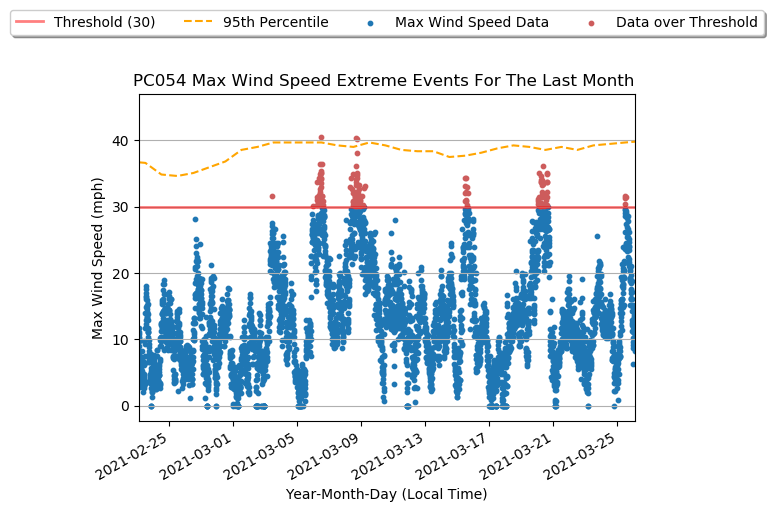 Threshold (30) 95th Percentile Max Wind Speed Data Data over Threshold
PC054 Max Wind Speed Extreme Events For The Last Month
Max Wind Speed (mph)
40
30
20
10
0
2021-02-25 2021-03-01 2021-03-05 2021-03-09 2021-03-13 2021-03-17 2021-03-21 2021-03-25
Year-Month-Day (Local Time)